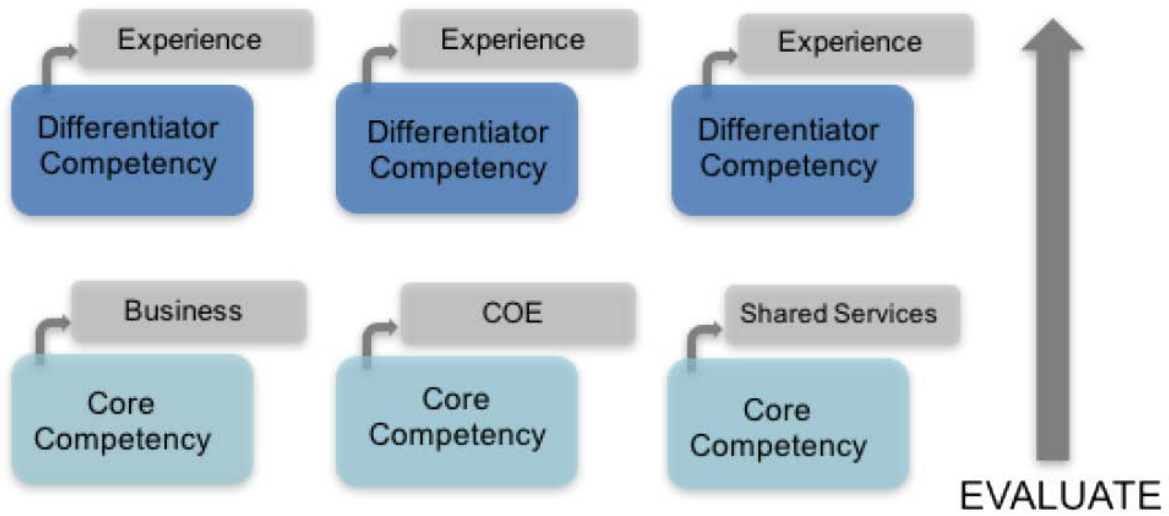 Experience
Experience
Experience
Differentiator
Competency
Differentiator
Competency
Differentiator
Competency
Business
COE
Shared Services
Core
Competency
Core
Competency
Core
Competency
EVALUATE